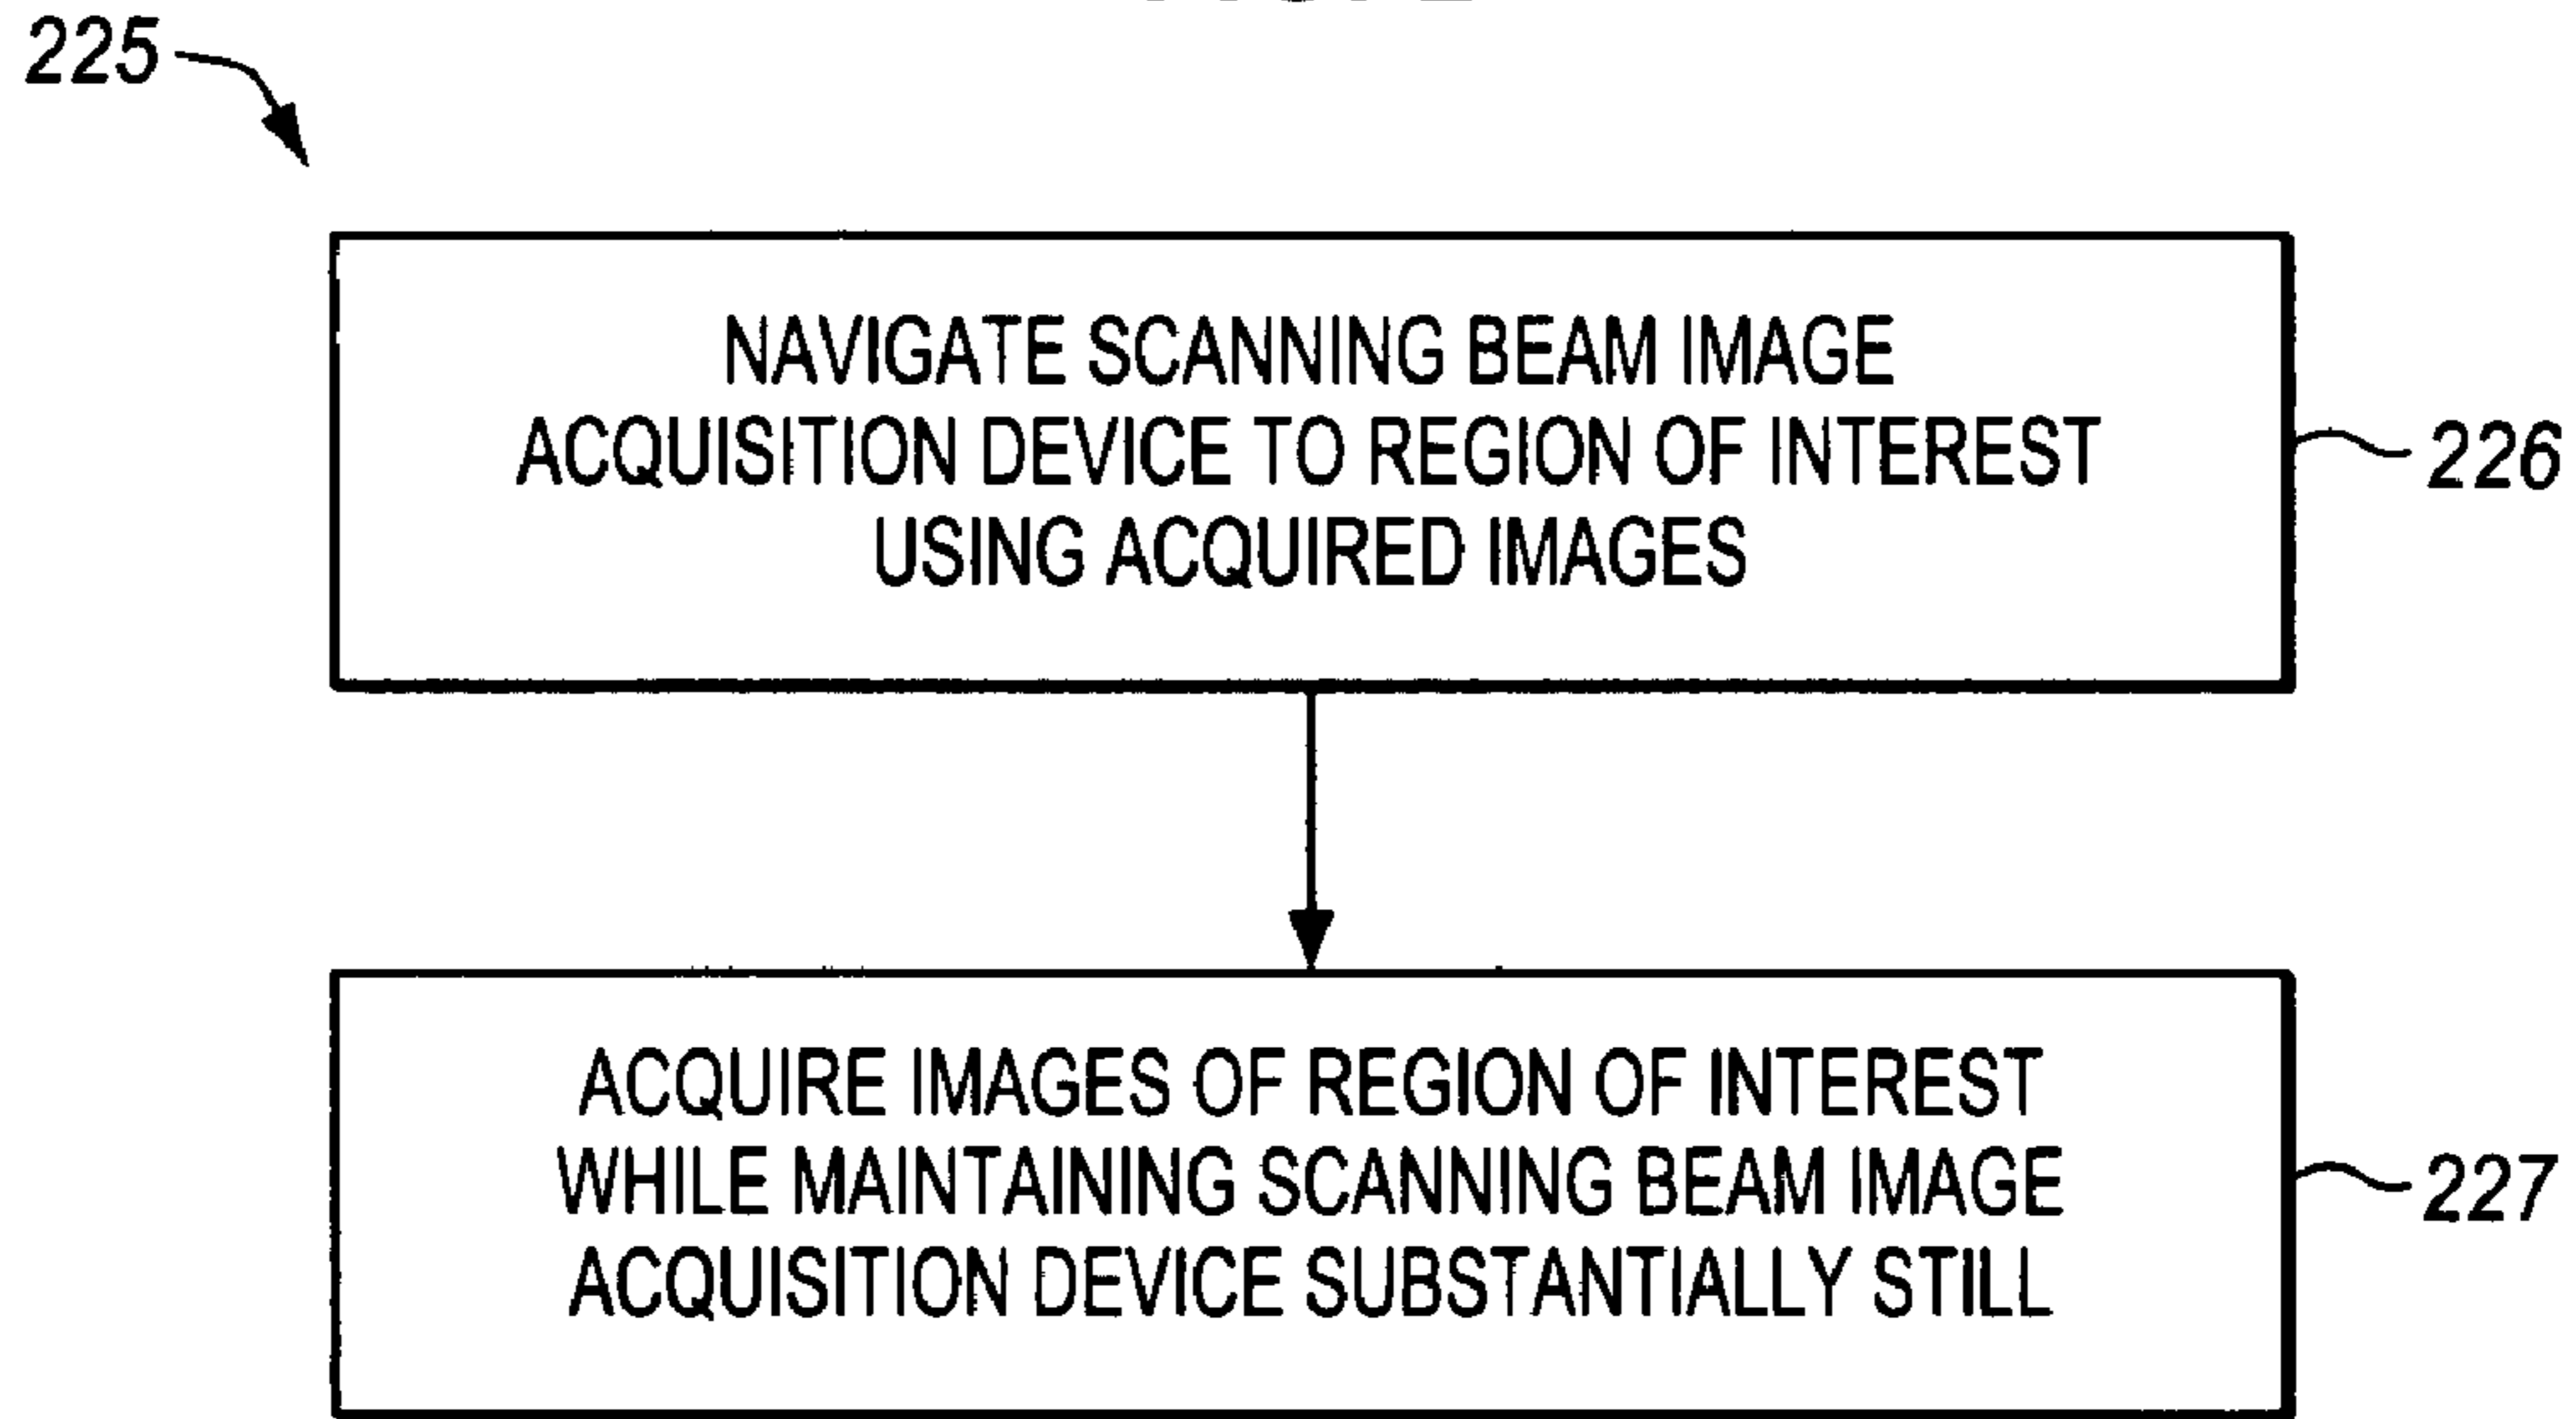 225
NAVIGATE SCANNING BEAM IMAGE
ACQUISITION DEVICE TO REGION OF INTEREST
USING ACQUIRED IMAGES
226
ACQUIRE IMAGES OF REGION OF INTEREST
WHILE MAINTAINING SCANNING BEAM IMAGE
ACQUISITION DEVICE SUBSTANTIALLY STILL
227